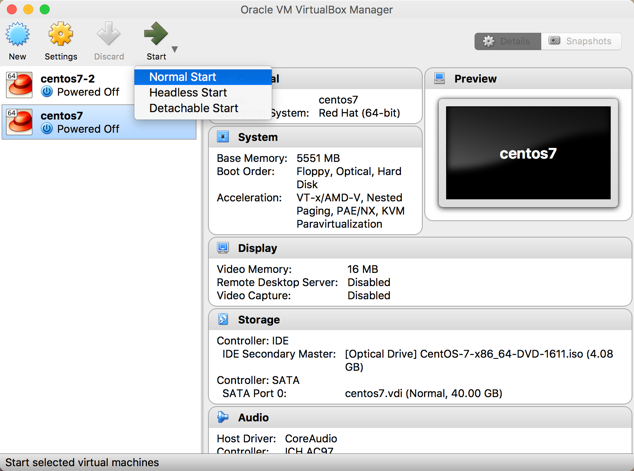 Oracle VM VirtualBox Manager
New
Settings
Discard
Start
Details
Snapshots
64
centos7-2
Powered Off
64
centos7
Powered Off
Normal Start
Headless Start
Detachable Start
al
centos7
System: Red Hat (64-bit)
System
Base Memory: 5551 MB
Boot Order: Floppy, Optical, Hard
Disk
Acceleration: VT-x/AMD-V, Nested
Paging, PAE/NX, KVM
Paravirtualization
Preview
centos7
Display
Video Memory: 16 MB
Remote Desktop Server: Disabled
Video Capture: Disabled
Storage
Controller: IDE
IDE Secondary Master: [Optical Drive] CentOS-7-x86_64-DVD-1611.iso (4.08
GB)
Controller: SATA
SATA Port 0: centos7.vdi (Normal, 40.00 GB)
Audio
Host Driver: CoreAudio
Controller: ICH AC97
Start selected virtual machines